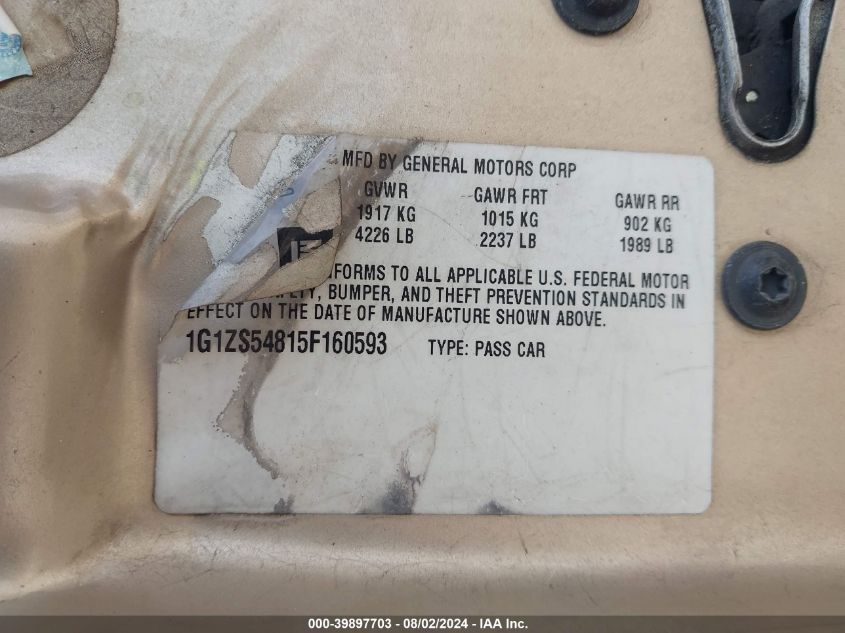 MFD BY GENERAL MOTORS CORP
GVWR GAWR FRT GAWR RR
1917 KG 1015 KG 902 KG
4226 LB 2237 LB 1989 LB
FORMS TO ALL APPLICABLE U.S. FEDERAL MOTOR
TY, BUMPER, AND THEFT PREVENTION STANDARDS IN
EFFECT ON THE DATE OF MANUFACTURE SHOWN ABOVE.
1G1ZS54815F160593 TYPE: PASS CAR
000-39897703 - 08/02/2024 - IAA Inc.